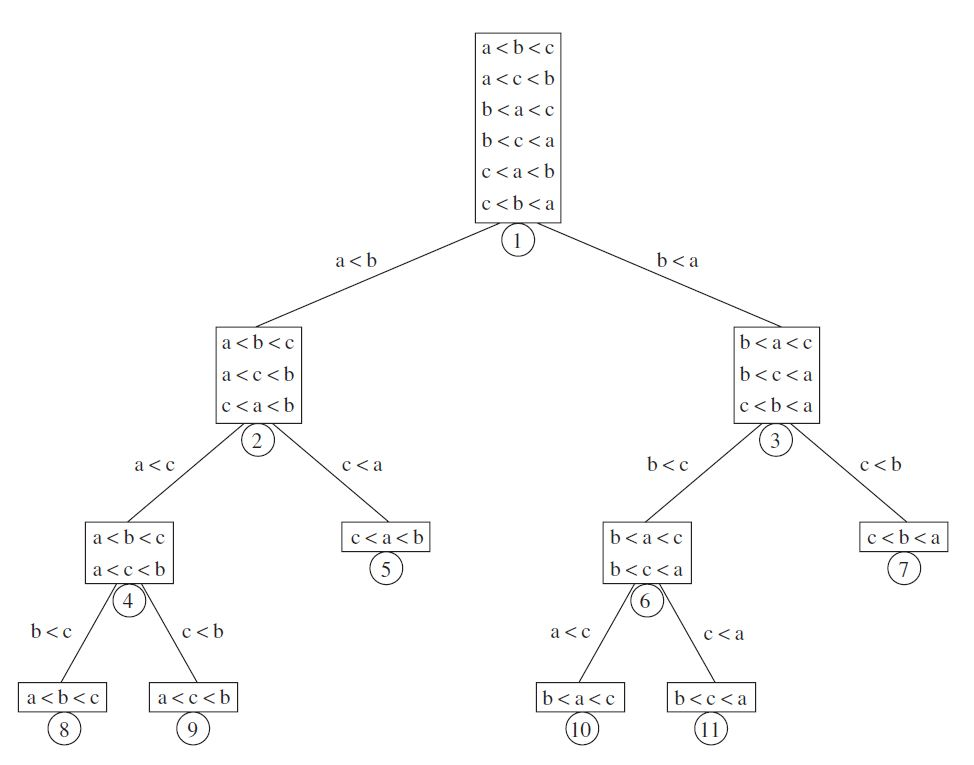 a < b < c
a < c < b
b < a < c
b < c < a
c < a < b
c < b < a
1
a < b
b < a
a < b < c
a < c < b
c < a < b
2
b < a < c
b < c < a
c < b < a
3
a < c
c < a
b < c
c < b
a < b < c
a < c < b
4
c < a < b
5
b < a < c
b < c < a
6
c < b < a
7
b < c
c < b
a < c
c < a
a < b < c
8
a < c < b
9
b < a < c
10
b < c < a
11